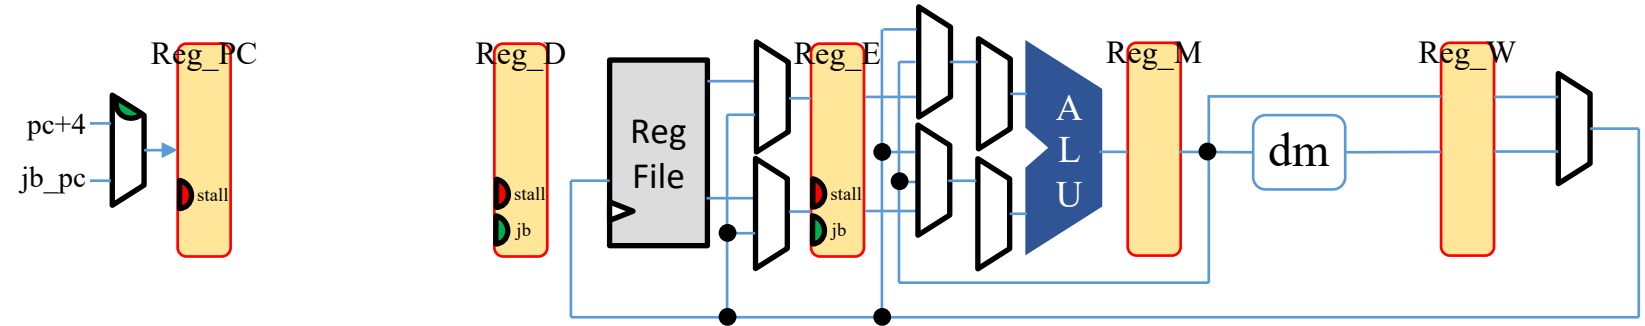 Reg_PC
pc+4
jb_pc
stall
Reg_D
stall
jb
Reg
File
Reg_E
stall
jb
A
L
U
Reg_M
dm
Reg_W